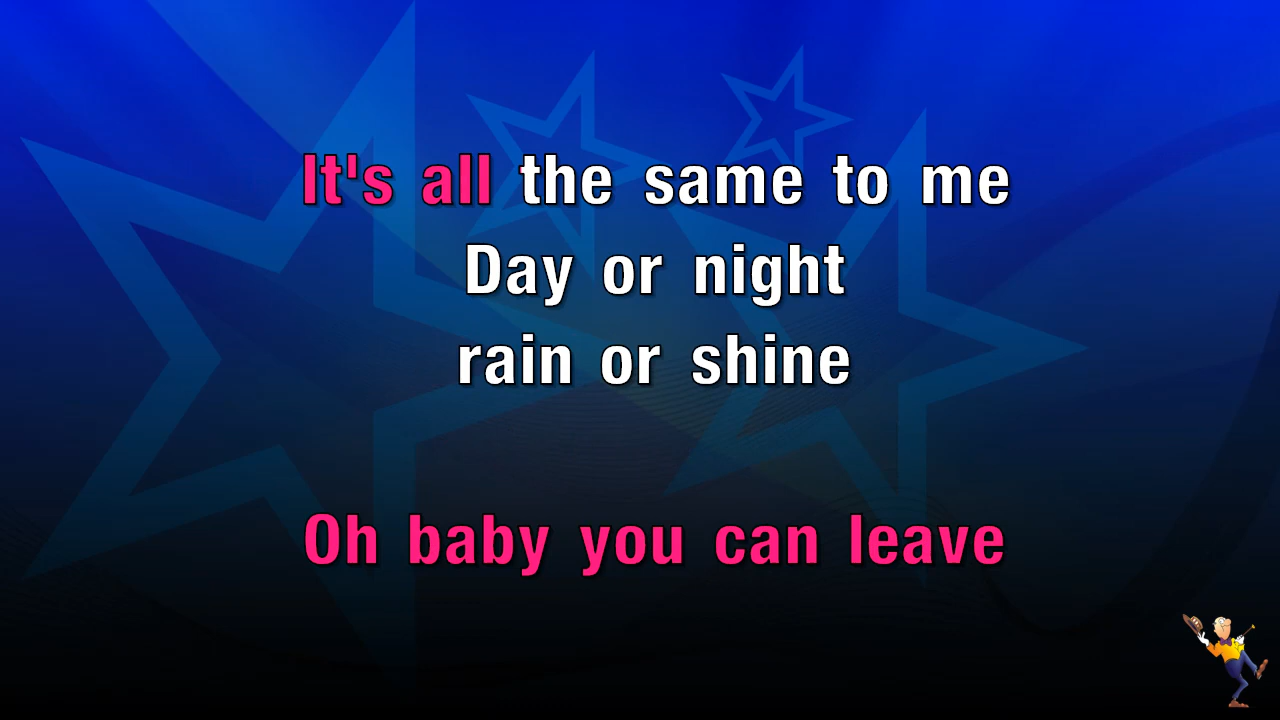 It's all the same to me
Day or night
rain or shine
Oh baby you can leave